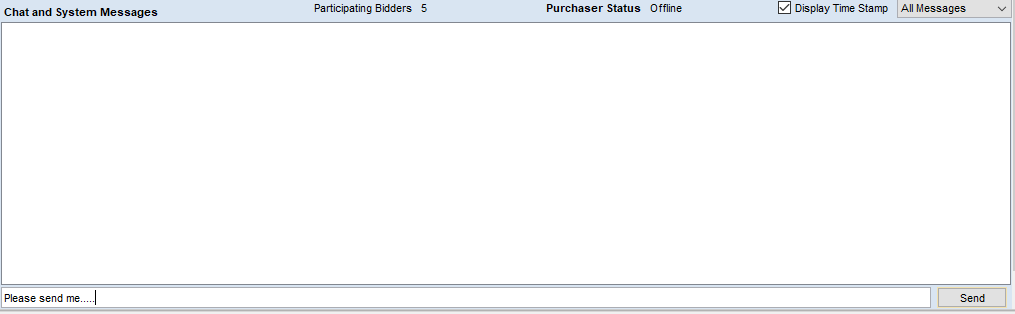 Chat and System Messages Participating Bidders 5 Purchaser Status Offline Display Time Stamp All Messages
Please send me..... Send